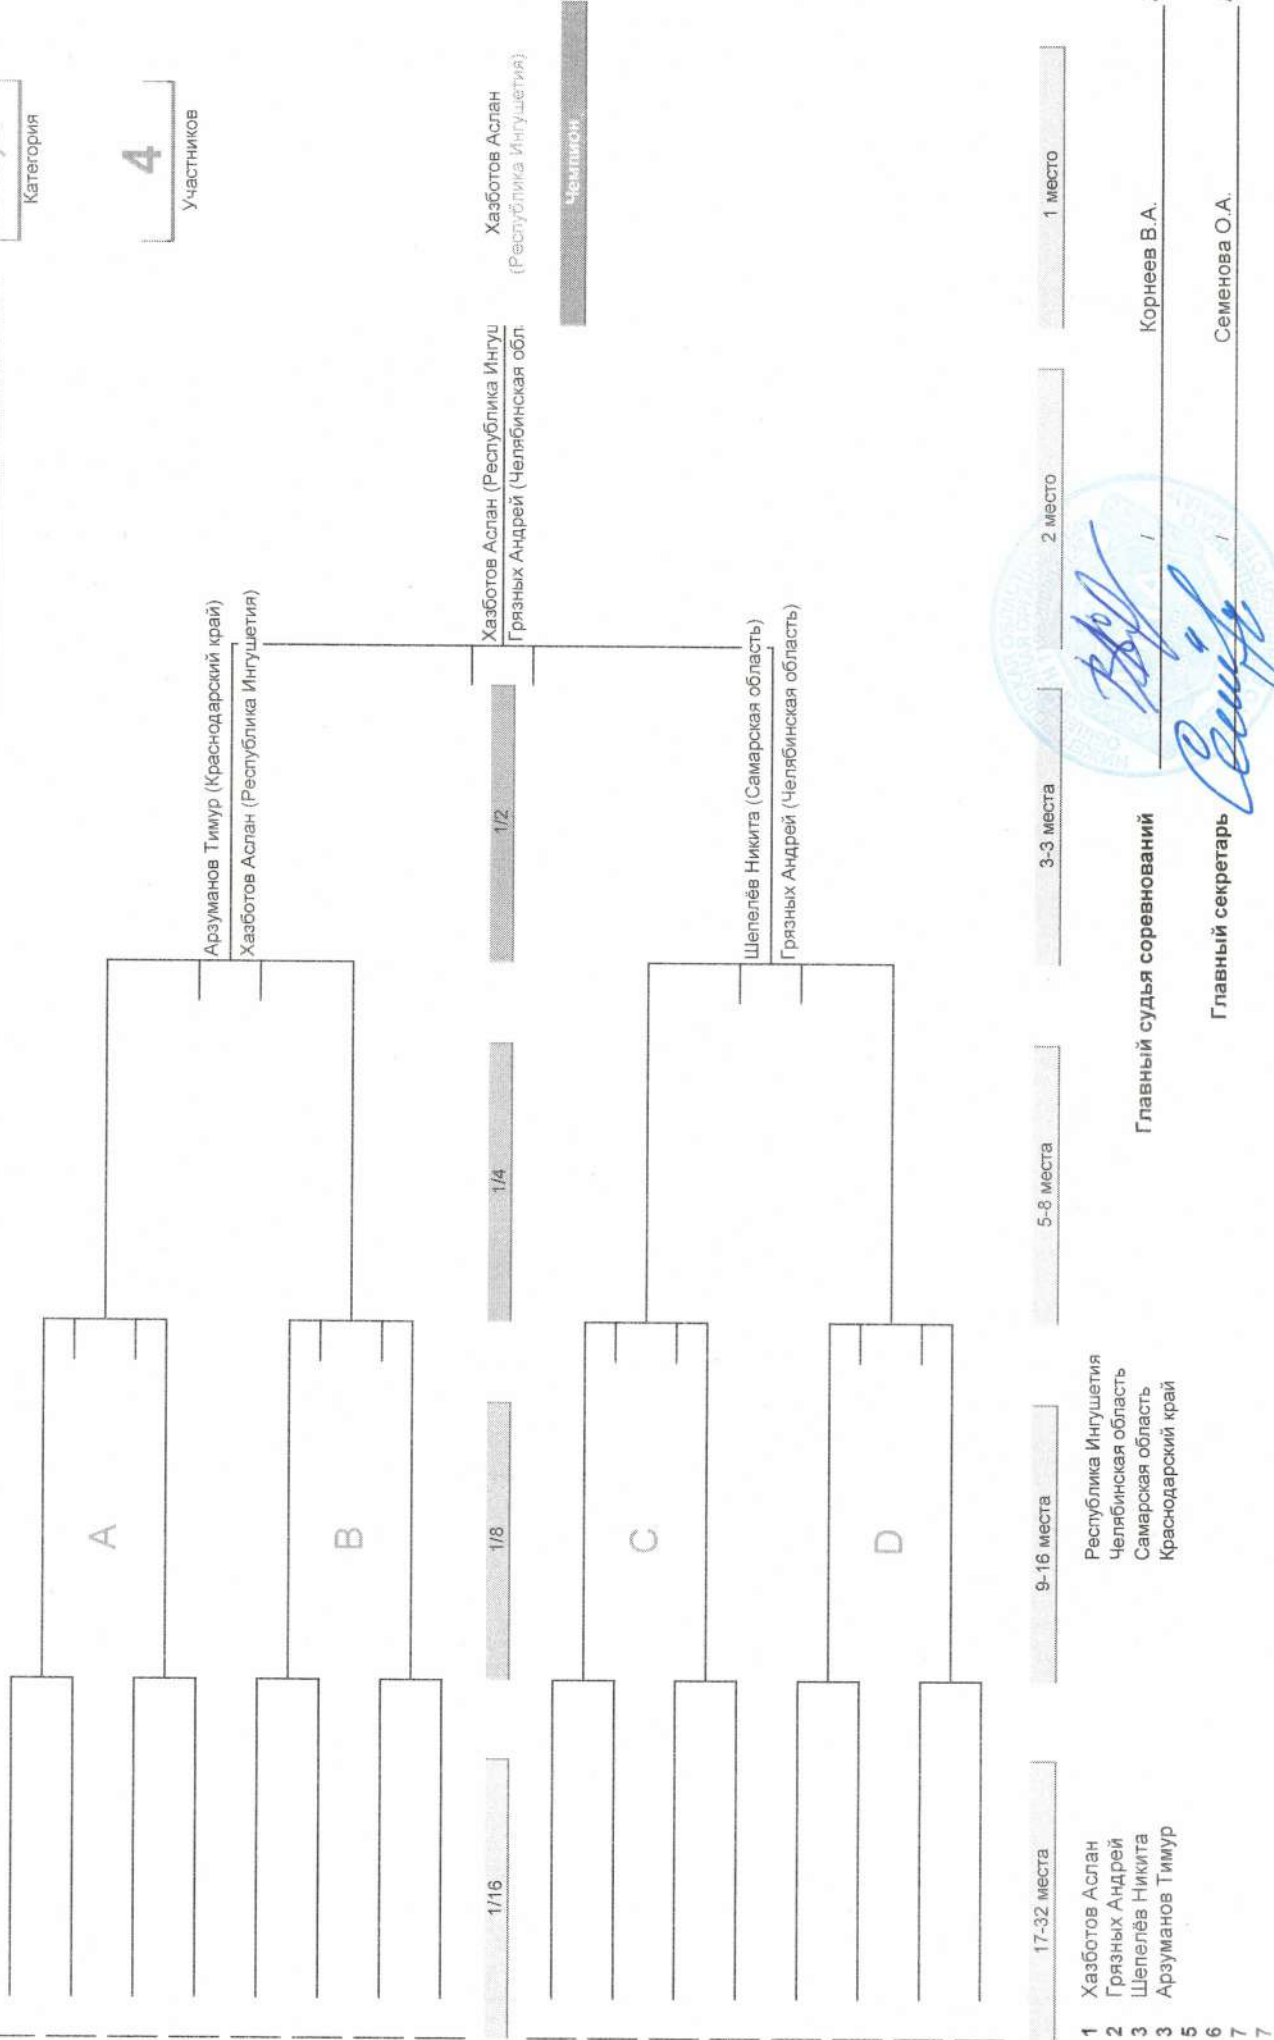 Категория
4
Участников
Арзуманов Тимур (Краснодарский край)
Хазботов Аслан (Республика Ингушетия)
Хазботов Аслан (Республика Ингуш
Грязных Андрей (Челябинская обл
Хазботов Аслан
(Республика Ингушетия)
Чемпион
Шепелёв Никита (Самарская область)
Грязных Андрей (Челябинская область)
A
B
C
D
1/16
1/8
1/4
1/2
17-32 места
9-16 места
5-8 места
3-3 места
2 место
1 место
1 Хазботов Аслан Республика Ингушетия
2 Грязных Андрей Челябинская область
3 Шепелёв Никита Самарская область
3 Арзуманов Тимур Краснодарский край
5
6
7
7
Главный судья соревнований / Корнеев В.А.
Главный секретарь / Семенова О.А.